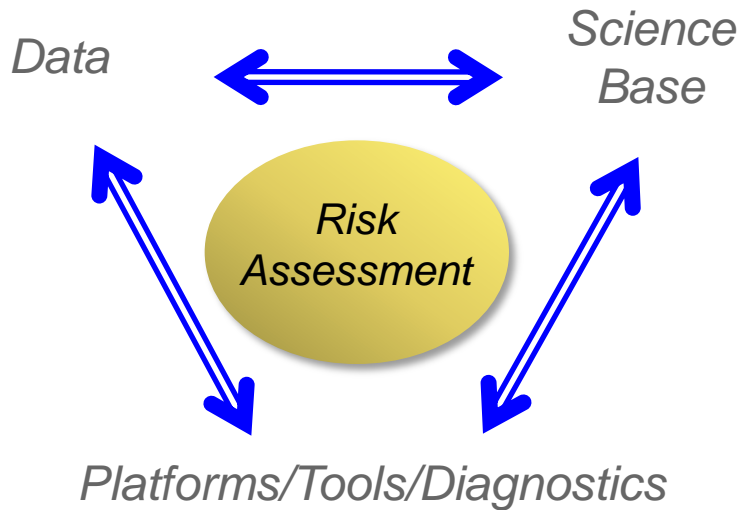 Data
Science
Base
Risk
Assessment
Platforms/Tools/Diagnostics